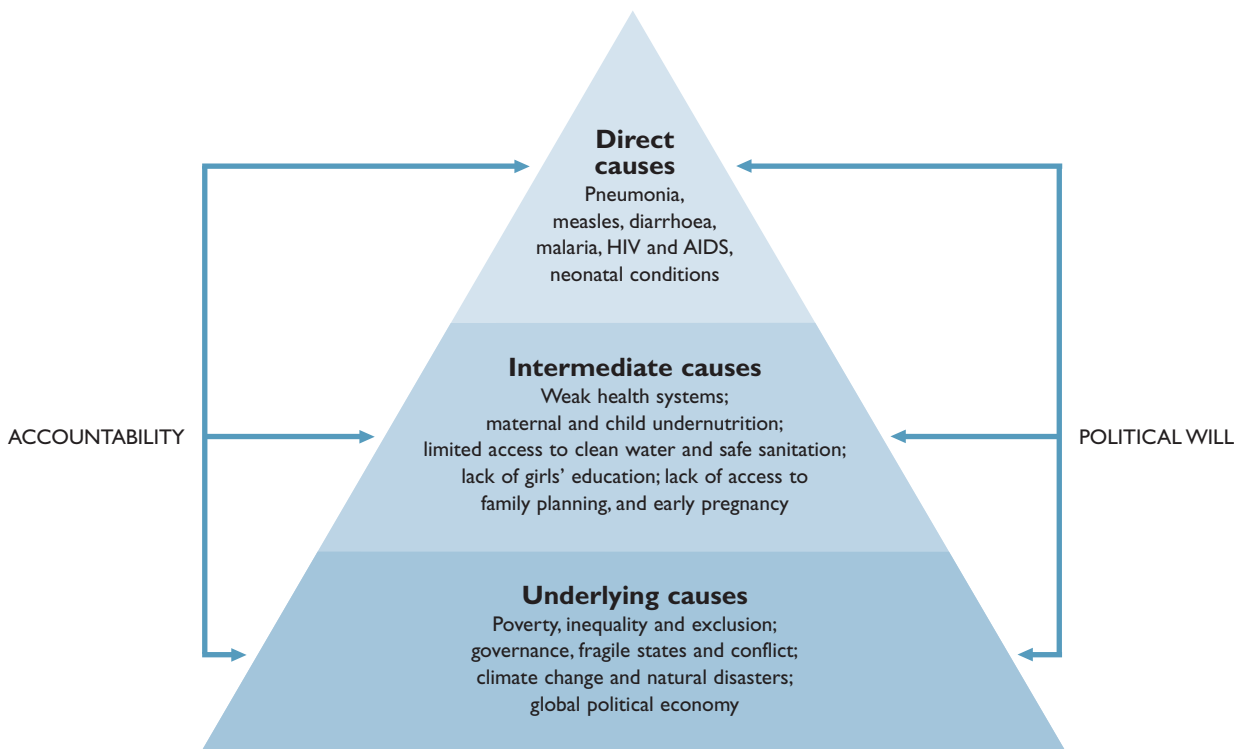 Direct
causes
Pneumonia,
measles, diarrhoea,
malaria, HIV and AIDS,
neonatal conditions
Intermediate causes
Weak health systems;
maternal and child undernutrition;
limited access to clean water and safe sanitation;
lack of girls’ education; lack of access to
family planning, and early pregnancy
ACCOUNTABILITY
POLITICAL WILL
Underlying causes
Poverty, inequality and exclusion;
governance, fragile states and conflict;
climate change and natural disasters;
global political economy